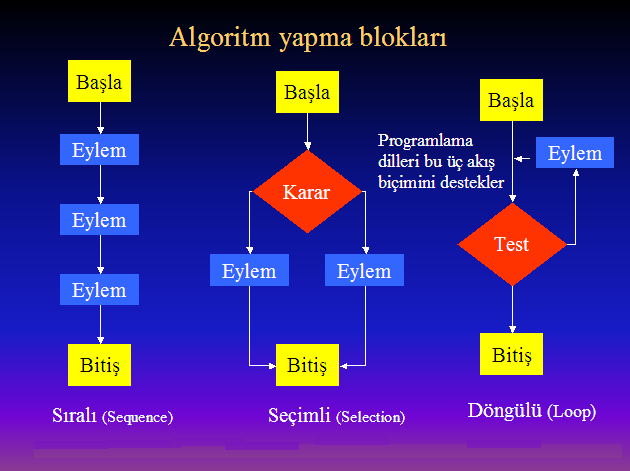 Algoritm yapma blokları
Başla
Eylem
Eylem
Eylem
Bitiş
Sıralı (Sequence)
Başla
Karar
Eylem
Eylem
Bitiş
Seçimli (Selection)
Başla
Programlama
dilleri bu üç akış
biçimini destekler
Eylem
Test
Bitiş
Döngülü (Loop)